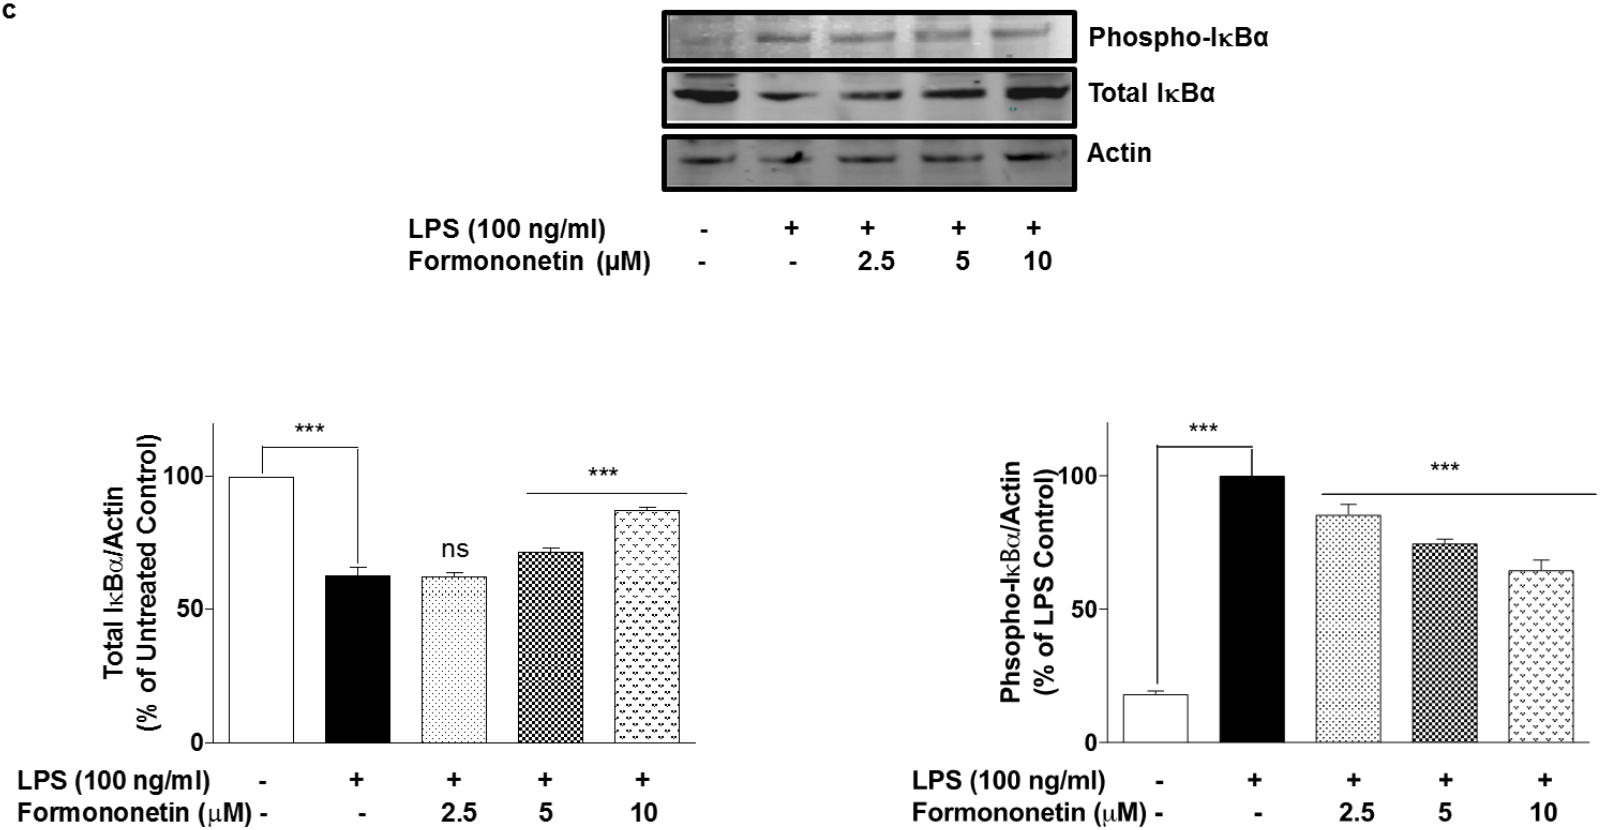 c
Phospho-IκBα
Total IκBα
Actin
LPS (100 ng/ml) - + + + +
Formononetin (μM) - - 2.5 5 10
Total IκBα/Actin
(% of Untreated Control)
100
50
0
***
ns
***
LPS (100 ng/ml) - + + + +
Formononetin (μM) - - 2.5 5 10
Phsopho-IκBα/Actin
(% of LPS Control)
100
50
0
***
***
LPS (100 ng/ml) - + + + +
Formononetin (μM) - - 2.5 5 10